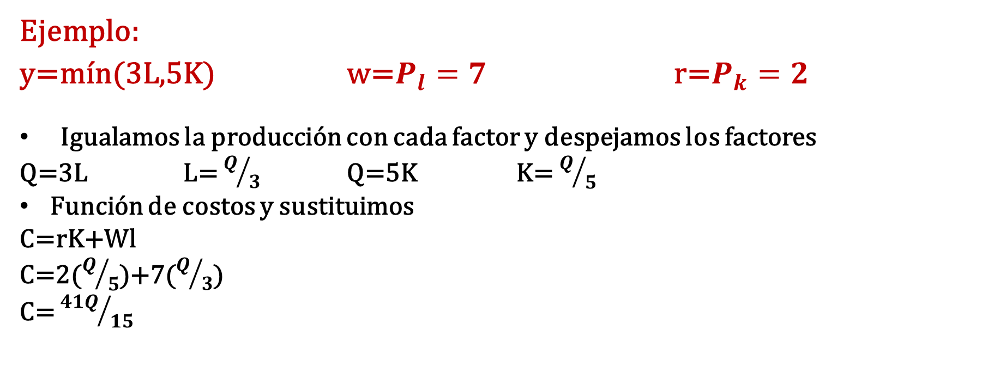 Ejemplo:
y=mín(3L,5K) w=P_l = 7 r=P_k = 2
• Igualamos la producción con cada factor y despejamos los factores
Q=3L L=Q/3 Q=5K K=Q/5
• Función de costos y sustituimos
C=rK+Wl
C=2(Q/5)+7(Q/3)
C=41Q/15